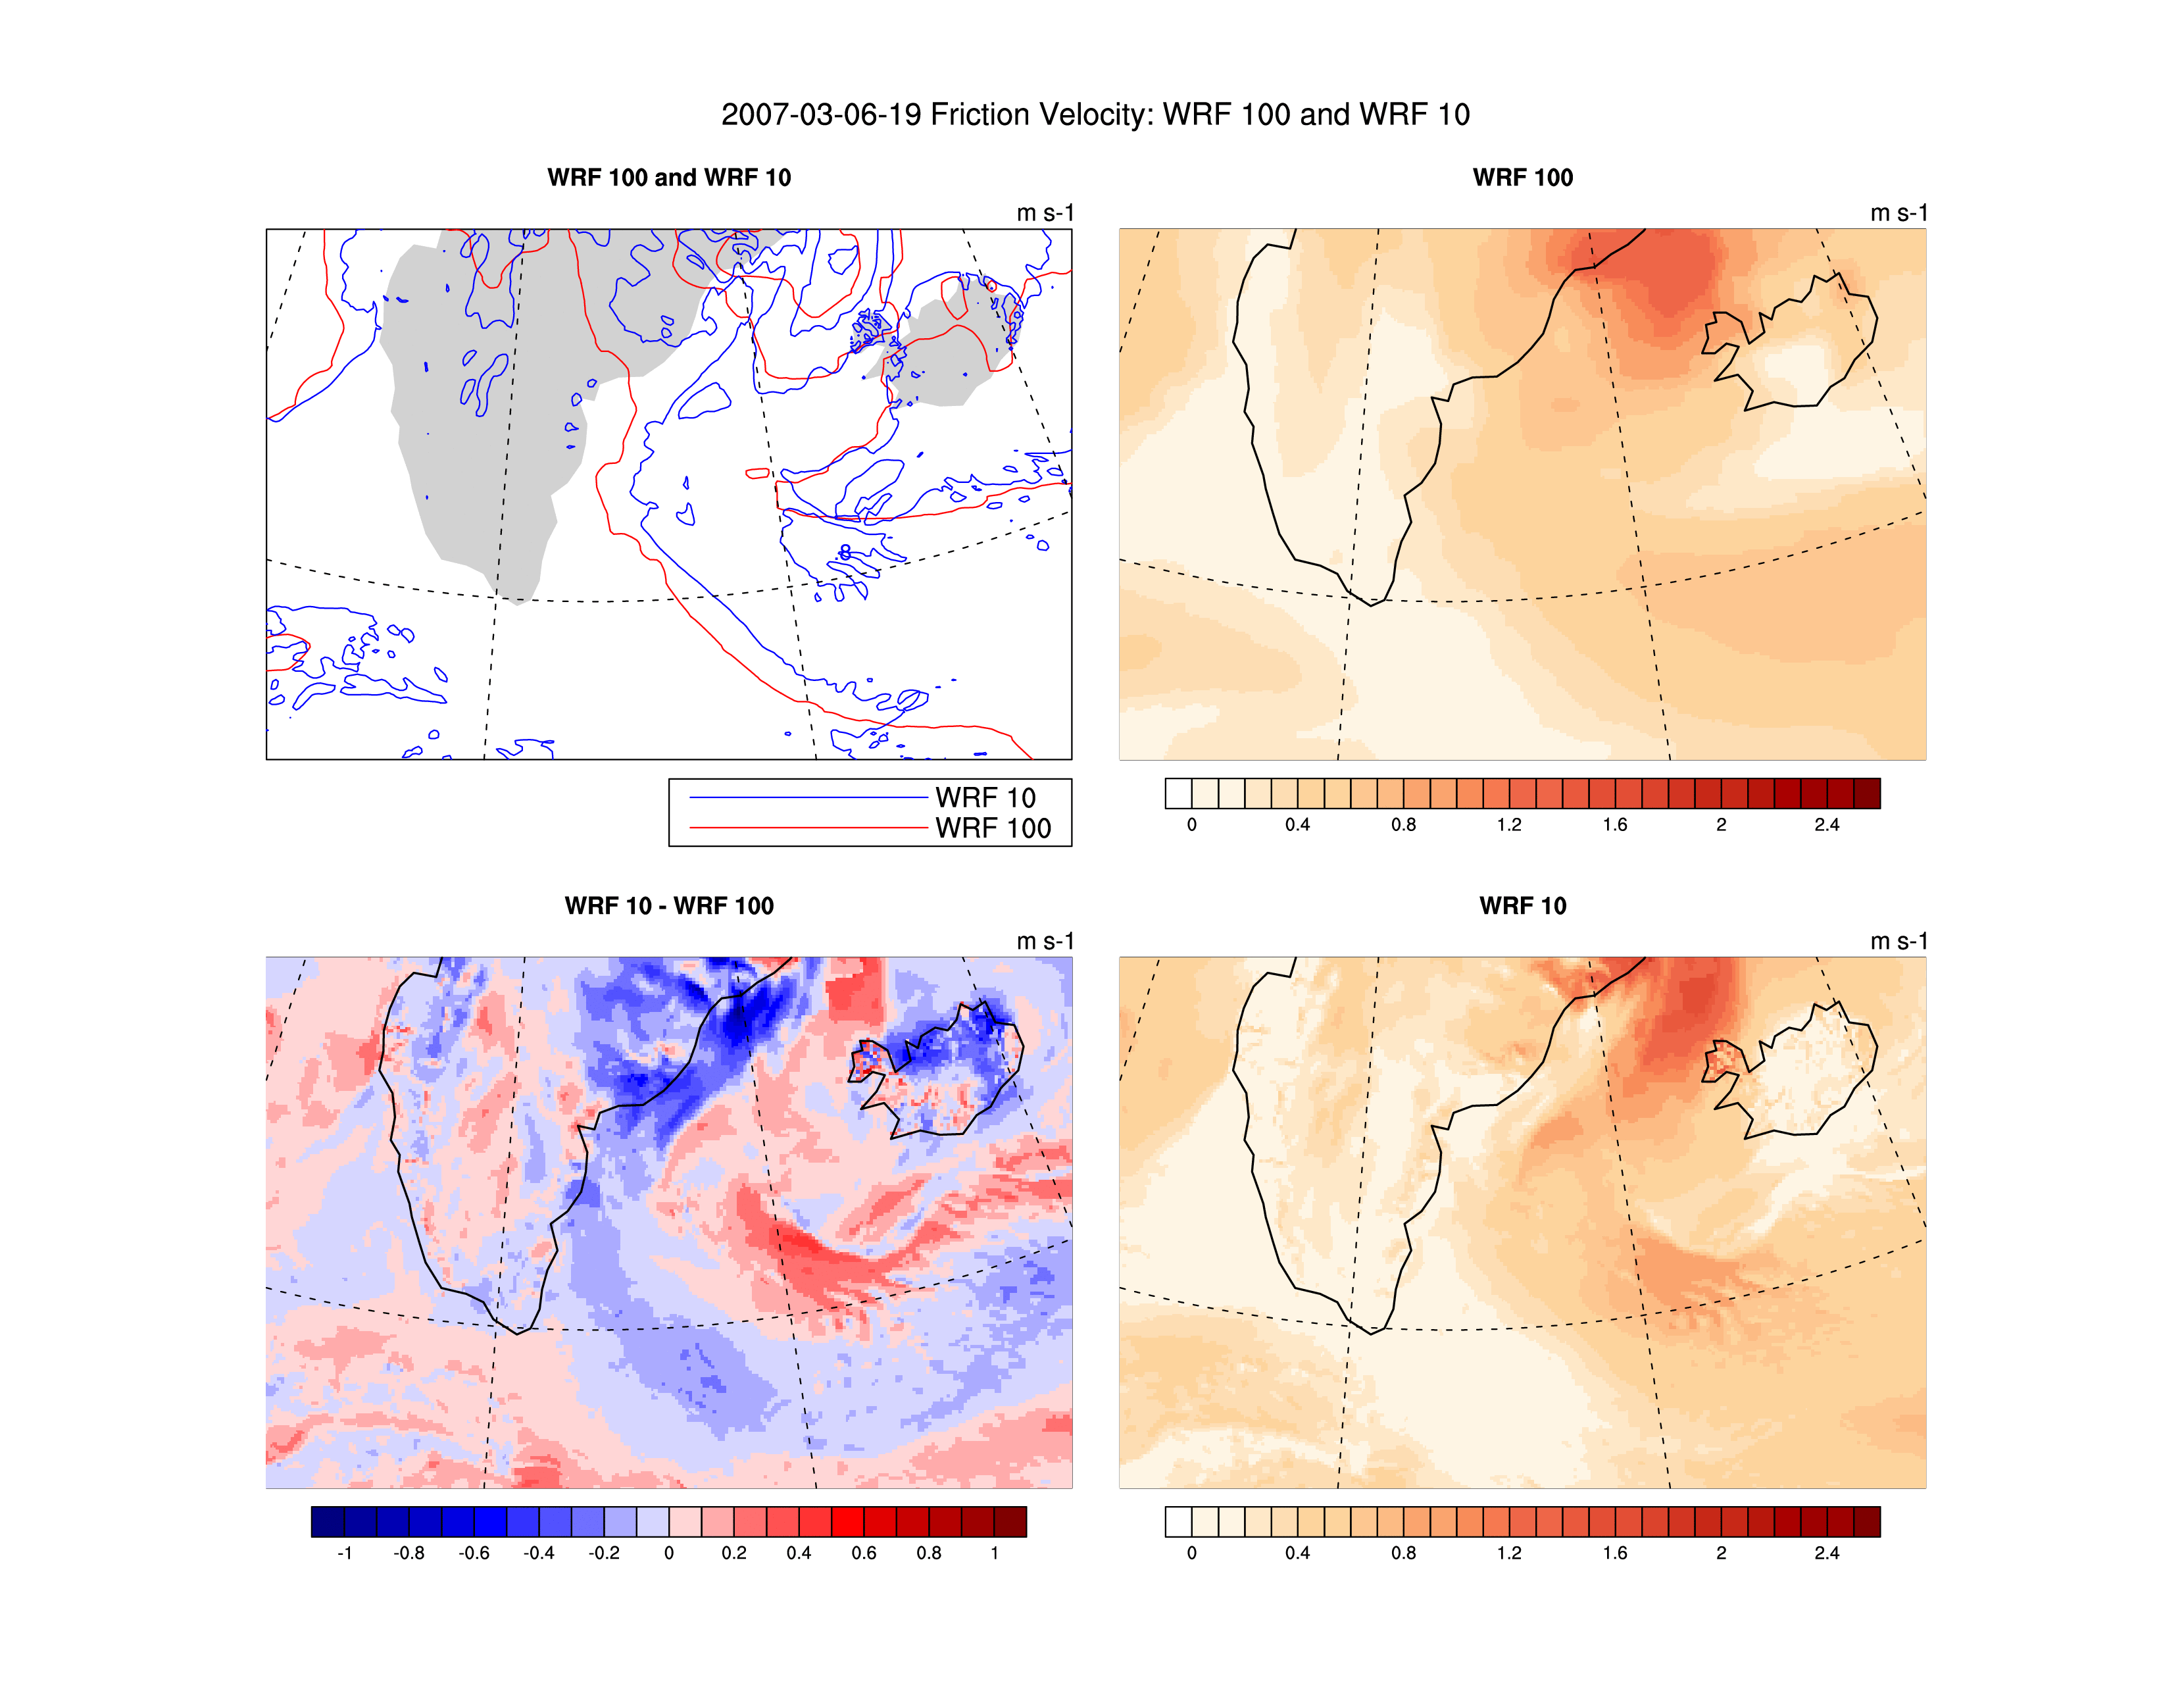 2007-03-06-19 Friction Velocity: WRF 100 and WRF 10
WRF 100 and WRF 10
m s-1
WRF 10
WRF 100
WRF 100
m s-1
0 0.4 0.8 1.2 1.6 2 2.4
WRF 10 - WRF 100
m s-1
-1 -0.8 -0.6 -0.4 -0.2 0 0.2 0.4 0.6 0.8 1
WRF 10
m s-1
0 0.4 0.8 1.2 1.6 2 2.4